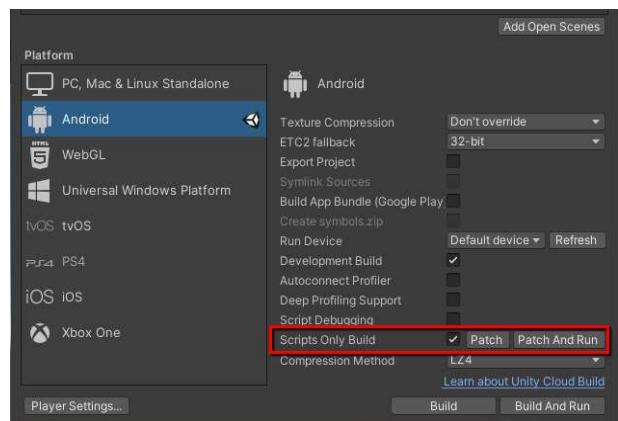 Add Open Scenes
Platform
PC, Mac & Linux Standalone
Android
HTML
5
WebGL
Universal Windows Platform
tvOS tvOS
PS4 PS4
iOS iOS
Xbox One
Android
Texture Compression Don't override
ETC2 fallback 32-bit
Export Project
Symlink Sources
Build App Bundle (Google Play
Create symbols.zip
Run Device Default device Refresh
Development Build
Autoconnect Profiler
Deep Profiling Support
Script Debugging
Scripts Only Build Patch Patch And Run
Compression Method LZ4
Learn about Unity Cloud Build
Player Settings... Build Build And Run